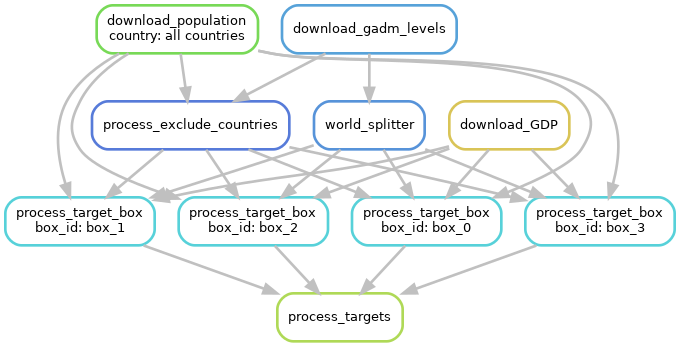 download_population
country: all countries
download_gadm_levels
process_exclude_countries
world_splitter
download_GDP
process_target_box
box_id: box_1
process_target_box
box_id: box_2
process_target_box
box_id: box_0
process_target_box
box_id: box_3
process_targets